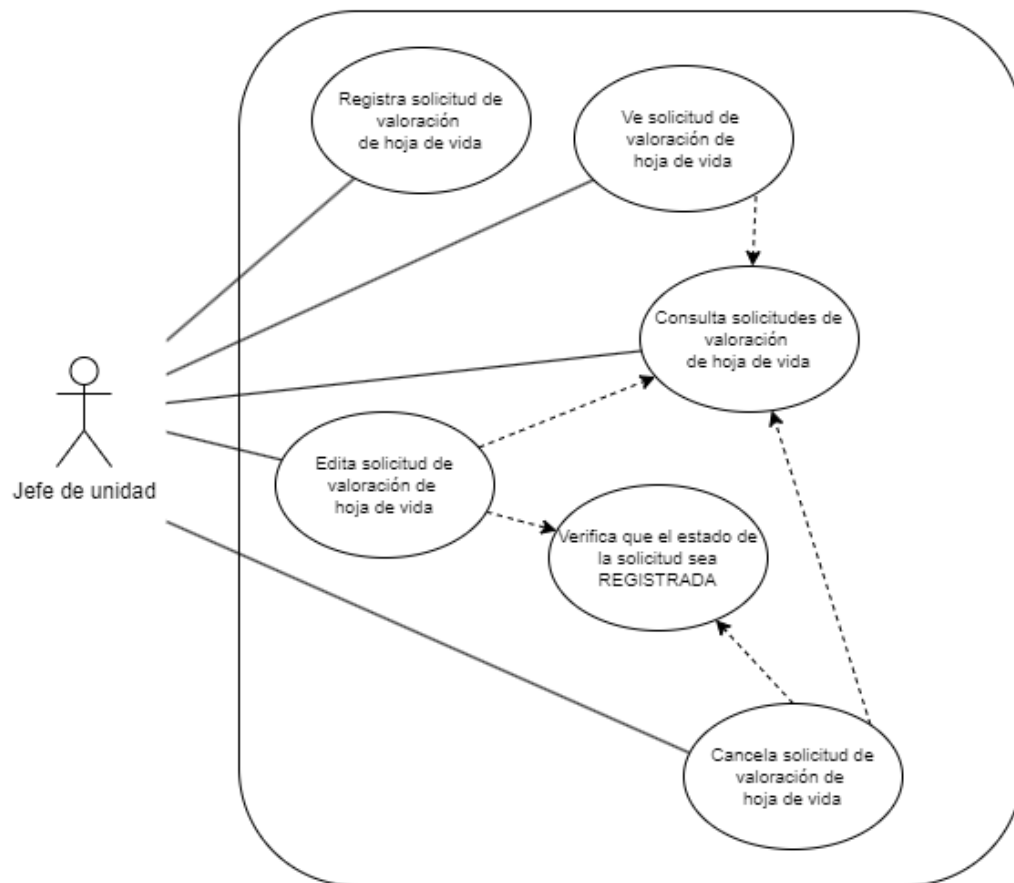 Registra solicitud de
valoración
de hoja de vida
Ve solicitud de
valoración de
hoja de vida
Consulta solicitudes de
valoración
de hoja de vida
Jefe de unidad
Edita solicitud de
valoración de
hoja de vida
Verifica que el estado de
la solicitud sea
REGISTRADA
Cancela solicitud de
valoración de
hoja de vida